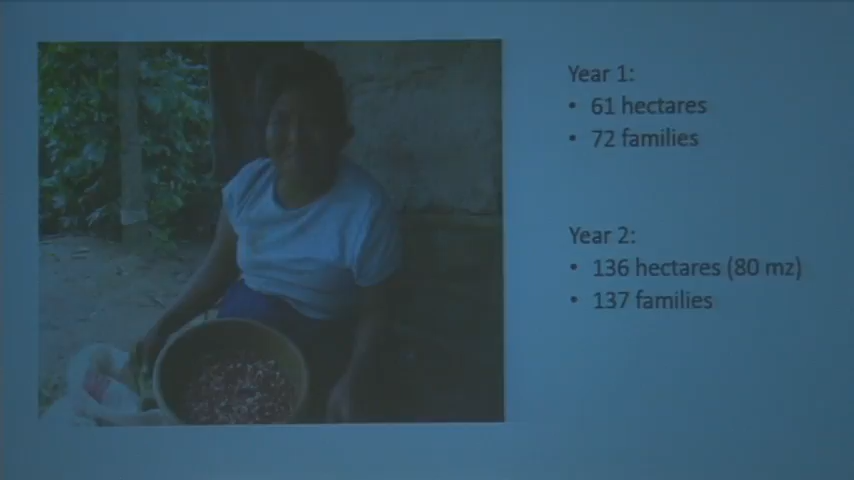 Year 1:
• 61 hectares
• 72 families
Year 2:
• 136 hectares (80 mz)
• 137 families